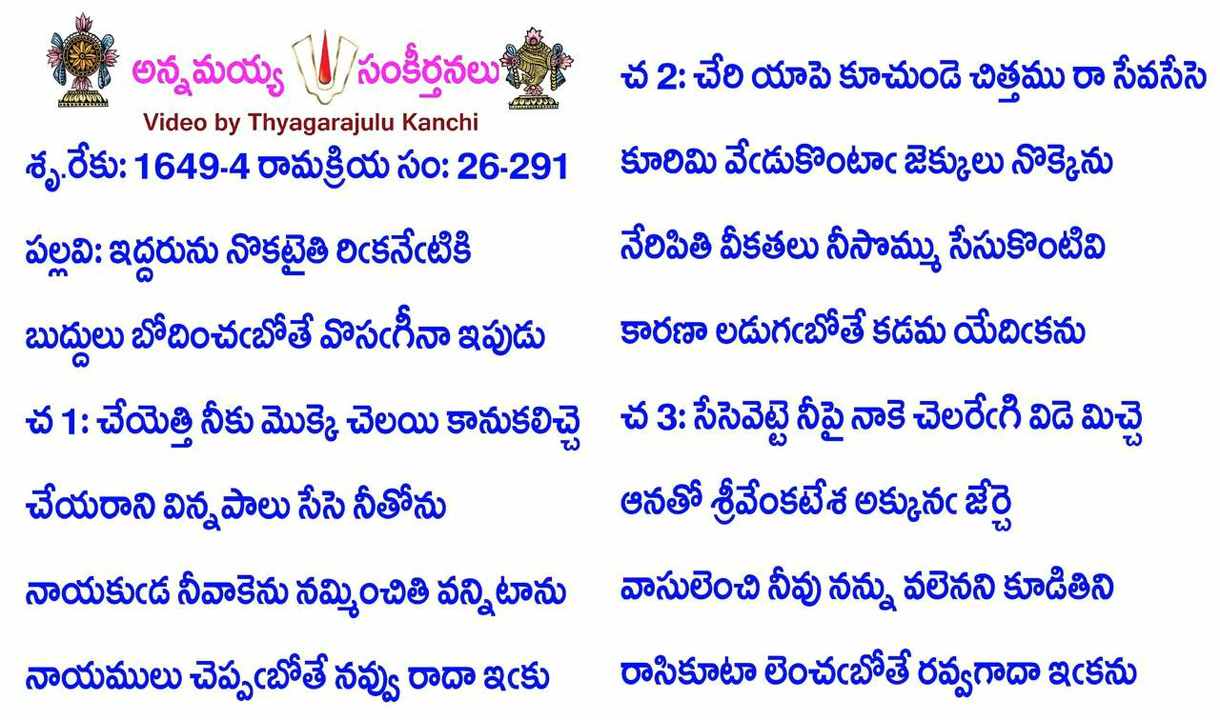 అన్నమయ్య సంకీర్తనలు
Video by Thyagarajulu Kanchi
శృ.రేకు: 1649-4 రామక్రియ సం: 26-291
పల్లవి: ఇద్దరును నొకటైతి రిఁకనేఁటికి
బుద్దులు బోదించఁబోతే వొసఁగీనా ఇపుడు
చ 1: చేయెత్తి నీకు మొక్కె చెలయి కానుకలిచ్చె
చేయరాని విన్నపాలు సేసె నీతోను
నాయకుఁడ నీవాకెను నమ్మించితి వన్నిటాను
నాయములు చెప్పఁబోతే నవ్వు రాదా ఇఁకు
చ 2: చేరి యాపె కూచుండె చిత్తము రా సేవసేసె
కూరిమి వేఁడుకొంటాఁ జెక్కులు నొక్కెను
నేరిపితి వీకతలు నీసొమ్ము సేసుకొంటివి
కారణా లడుగఁబోతే కడమ యేదిఁకను
చ 3: సేసెవెట్టె నీపై నాకె చెలరేఁగి విడె మిచ్చె
ఆనతో శ్రీవేంకటేశ అక్కునఁ జేర్చె
వాసులెంచి నీవు నన్ను వలెనని కూడితిని
రాసికూటా లెంచఁబోతే రవ్వగాదా ఇఁకను